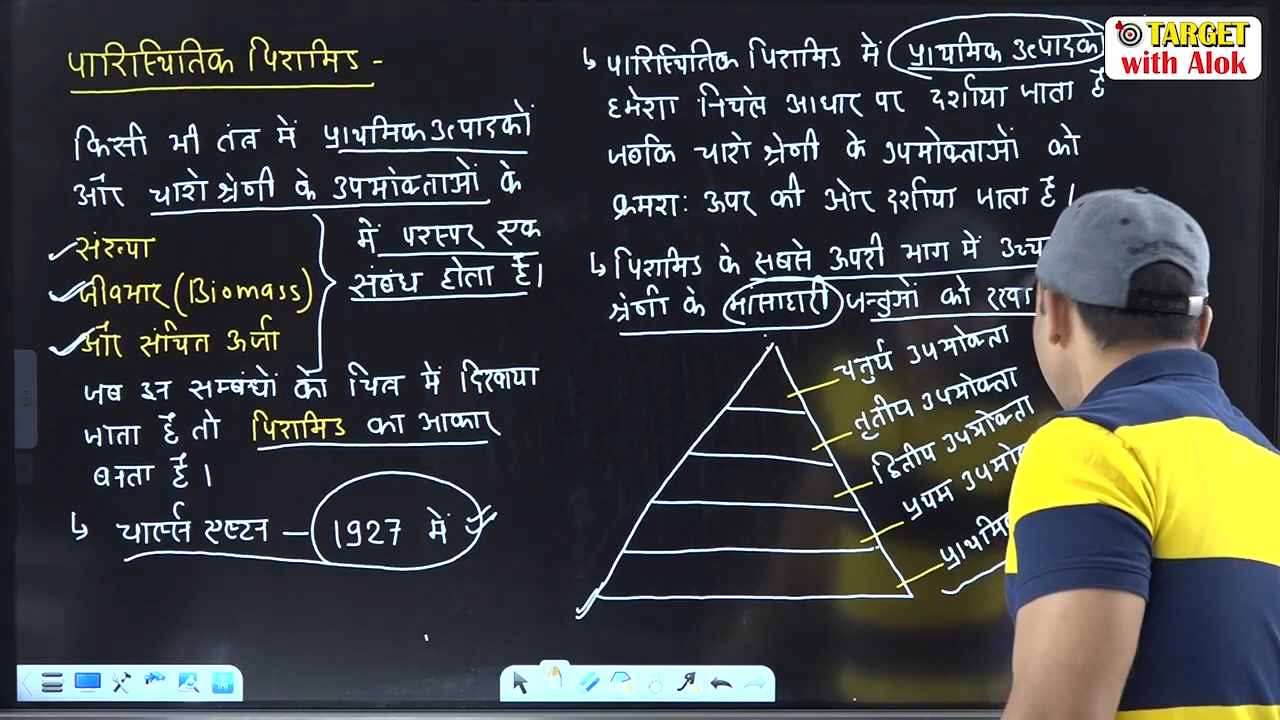 पारिस्थितिक पिरामिड -
किसी भी तंत्र में प्राथमिक उत्पादकों
और चारो श्रेणी के उपभोक्ताओं के
संख्या
जीवभार (Biomass)
और संचित ऊर्जा
में परस्पर एक
संबंध होता है।
जब इन सम्बंधों को चित्र में दिखाया
जाता है तो पिरामिड का आकार
बनता है।
↳ चार्ल्स एल्टन – 1927 में
↳ पारिस्थितिक पिरामिड में प्राथमिक उत्पादको
हमेशा निचले आधार पर दर्शाया जाता है
जबकि चारो श्रेणी के उपभोक्ताओं को
क्रमशः ऊपर की ओर दर्शाया जाता है।
↳ पिरामिड के सबसे ऊपरी भाग में उच्च
श्रेणी के मांसाहारी जन्तुओं को रखा
चतुर्थ उपभोक्ता
तृतीय उपभोक्ता
द्वितीय उपभोक्ता
प्रथम उपभो
प्राथमि
TARGET
with Alok